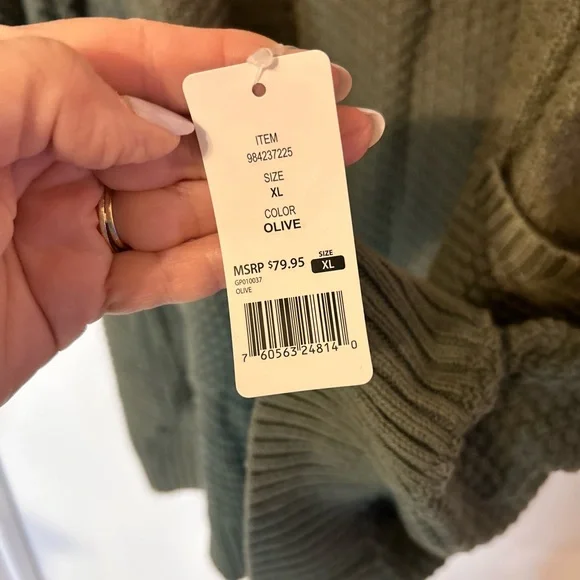 ITEM
984237225
SIZE
XL
COLOR
OLIVE
MSRP $79.95
SIZE
XL
GP010037
OLIVE
7 60563 24814 0